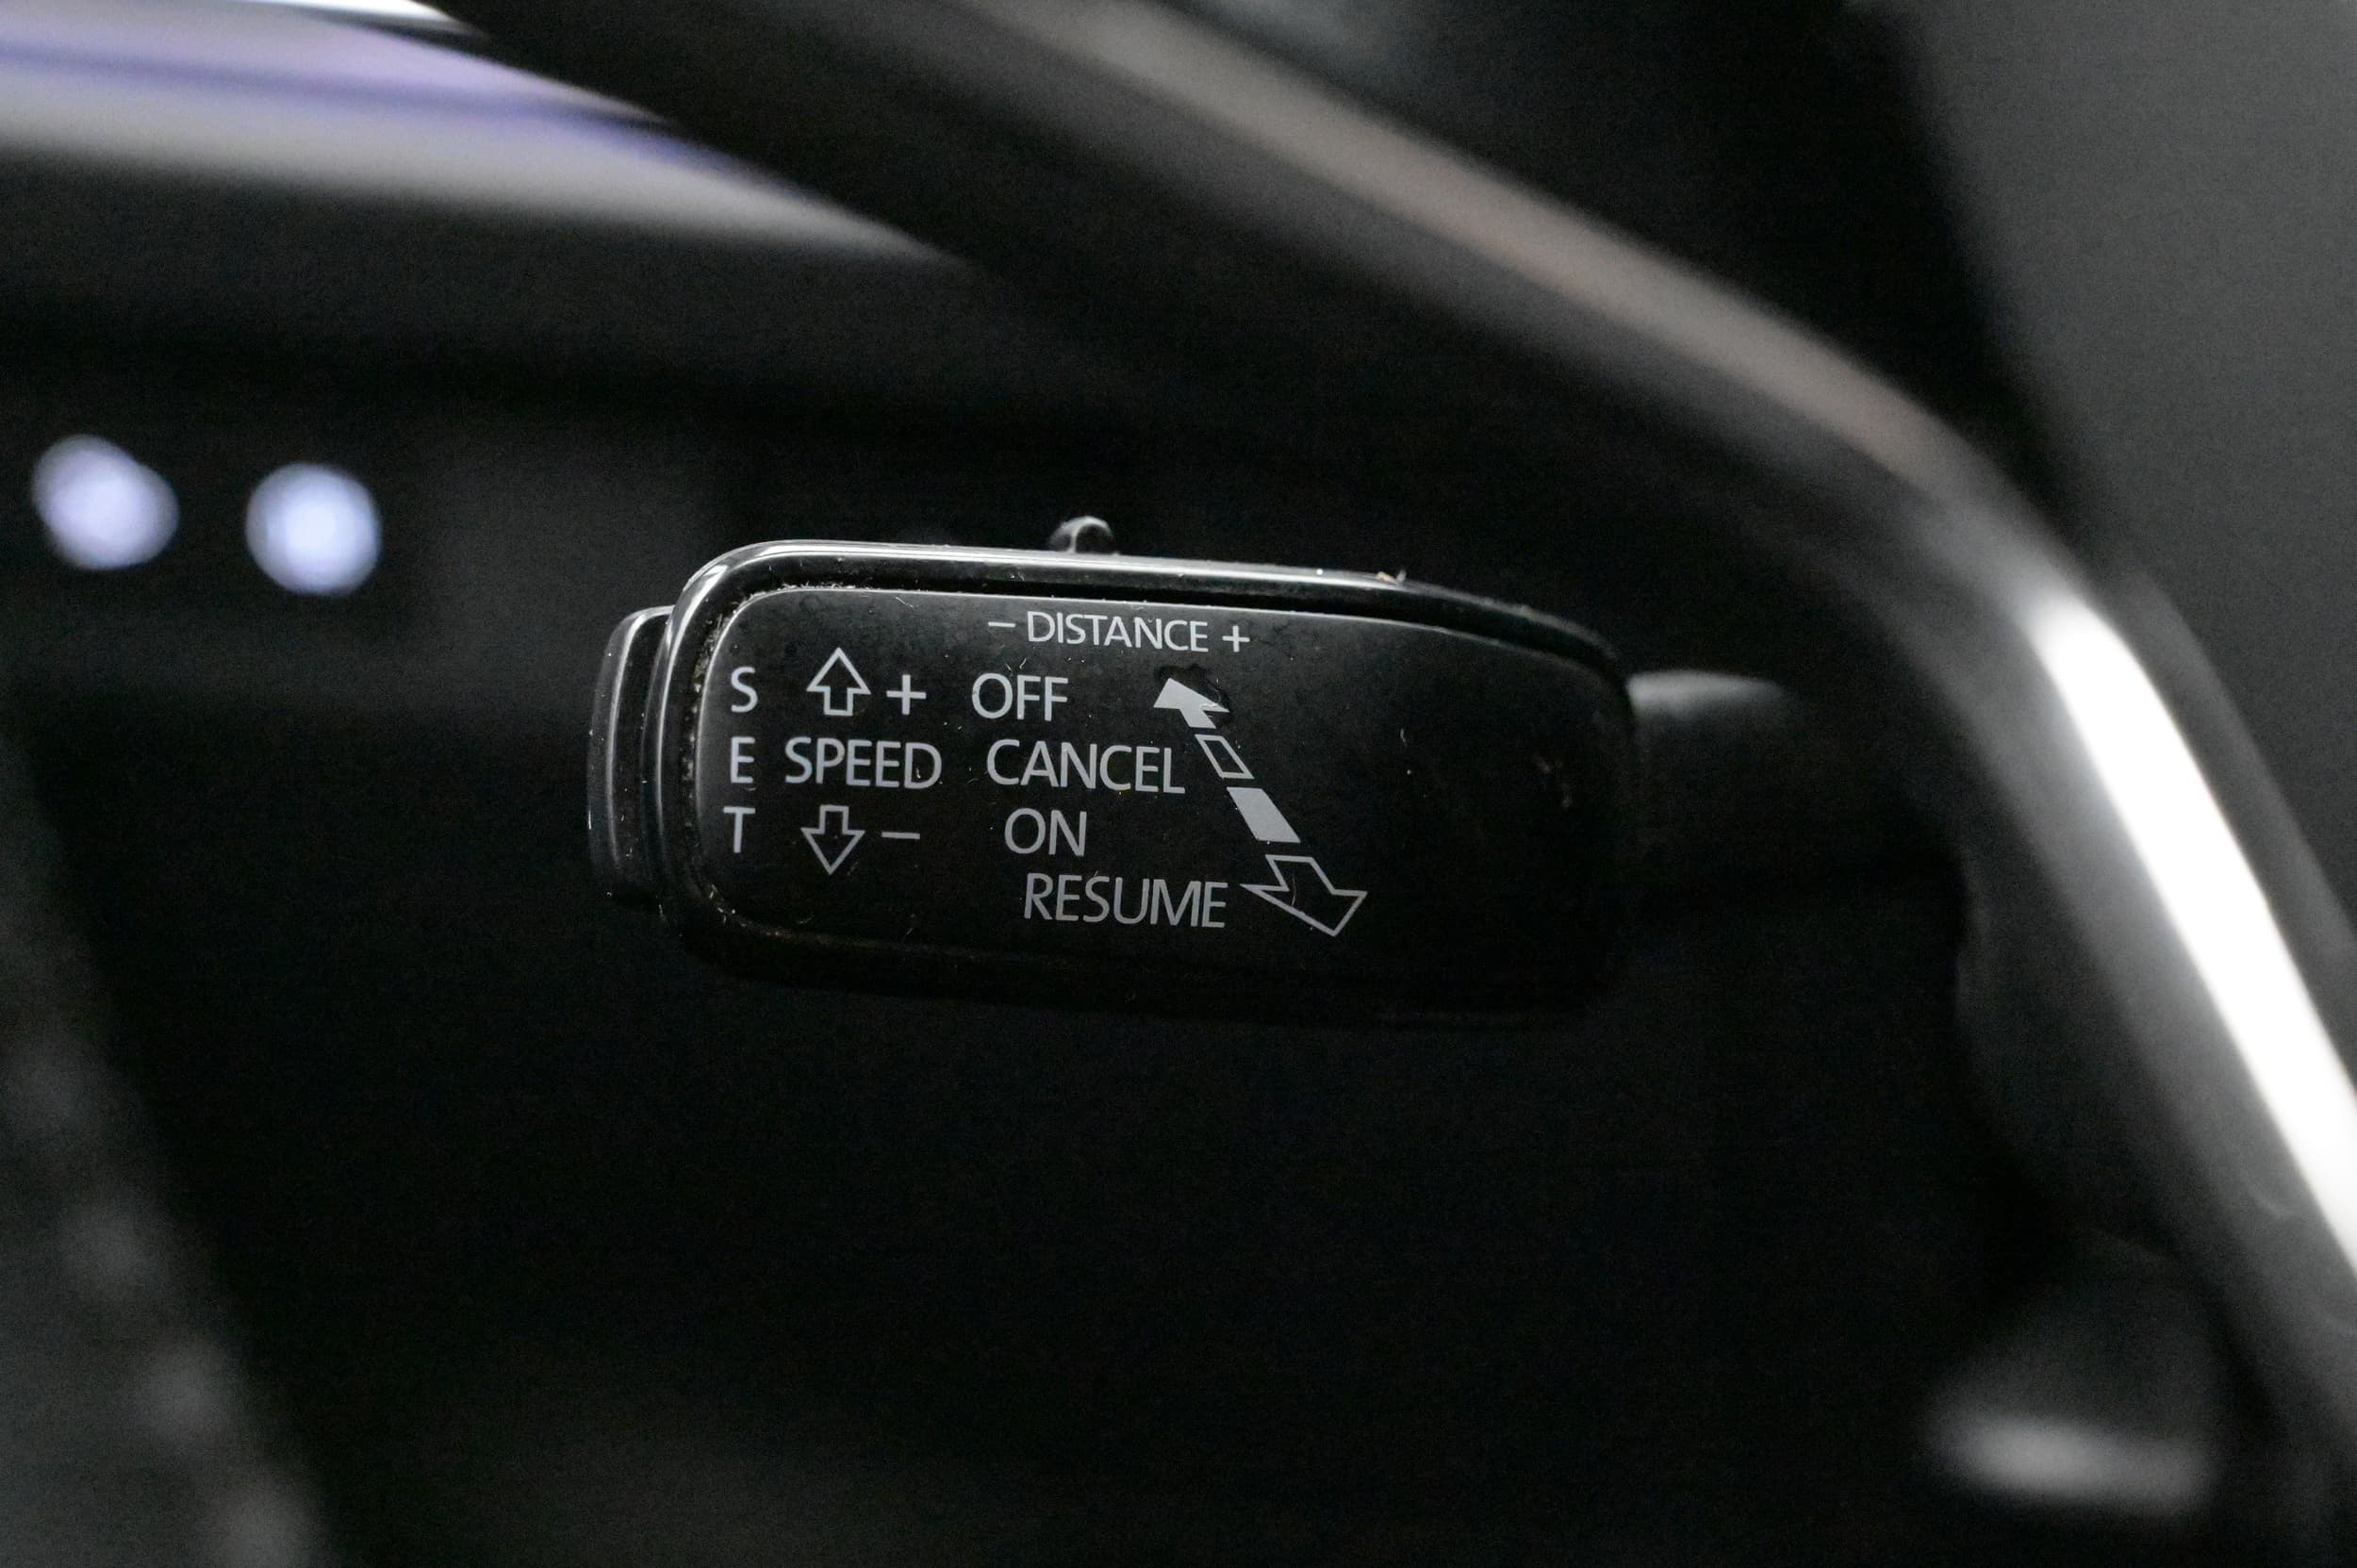 – DISTANCE +
S + OFF
E SPEED CANCEL
T – ON
RESUME